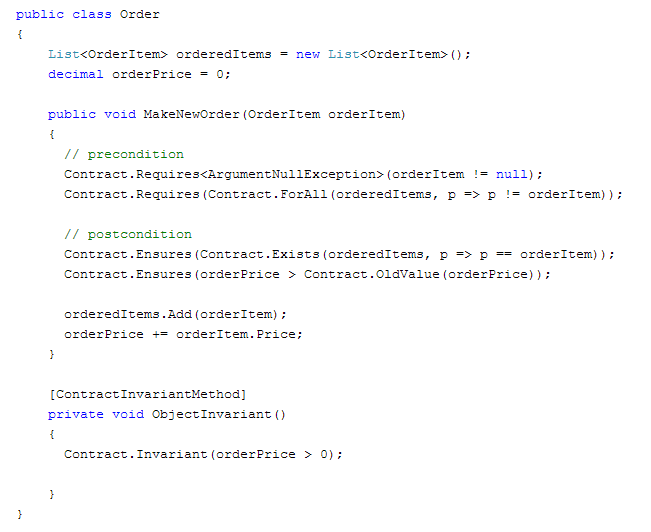 public class Order
{
    List<OrderItem> orderedItems = new List<OrderItem>();
    decimal orderPrice = 0;

    public void MakeNewOrder(OrderItem orderItem)
    {
      // precondition
      Contract.Requires<ArgumentNullException>(orderItem != null);
      Contract.Requires(Contract.ForAll(orderedItems, p => p != orderItem));

      // postcondition
      Contract.Ensures(Contract.Exists(orderedItems, p => p == orderItem));
      Contract.Ensures(orderPrice > Contract.OldValue(orderPrice));

      orderedItems.Add(orderItem);
      orderPrice += orderItem.Price;
    }

    [ContractInvariantMethod]
    private void ObjectInvariant()
    {
      Contract.Invariant(orderPrice > 0);

    }
}